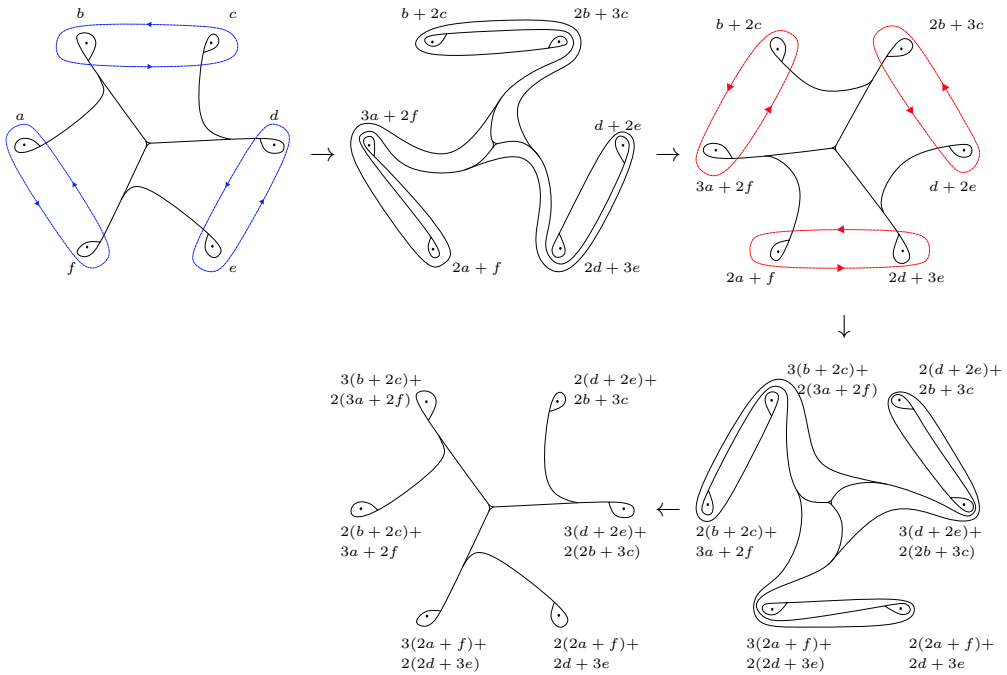 b
c
a
d
f
e
b + 2c
2b + 3c
3a + 2f
d + 2e
2a + f
2d + 3e
b + 2c
2b + 3c
3a + 2f
d + 2e
2a + f
2d + 3e
3(b + 2c)+
2(3a + 2f)
2(d + 2e)+
2b + 3c
2(b + 2c)+
3a + 2f
3(d + 2e)+
2(2b + 3c)
3(2a + f)+
2(2d + 3e)
2(2a + f)+
2d + 3e
3(b + 2c)+
2(3a + 2f)
2(d + 2e)+
2b + 3c
2(b + 2c)+
3a + 2f
3(d + 2e)+
2(2b + 3c)
3(2a + f)+
2(2d + 3e)
2(2a + f)+
2d + 3e